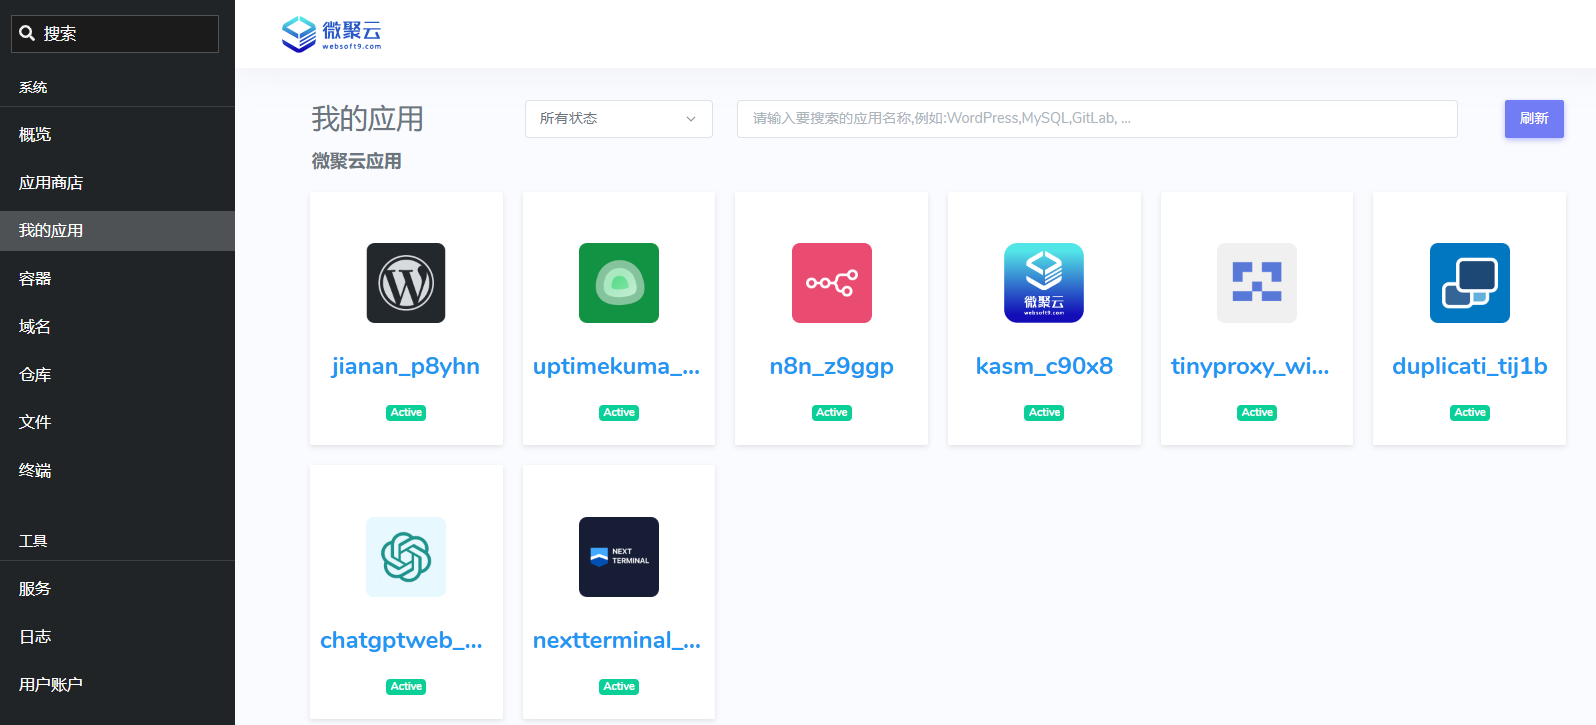 搜索
系统
概览
应用商店
我的应用
容器
域名
仓库
文件
终端
工具
服务
日志
用户账户
微聚云
websoft9.com
我的应用
所有状态
请输入要搜索的应用名称,例如:WordPress,MySQL,GitLab, ...
刷新
微聚云应用
微聚云
websoft9.com
jianan_p8yhn
uptimekuma_...
n8n_z9ggp
kasm_c90x8
tinyproxy_wi...
duplicati_tij1b
Active
Active
Active
Active
Active
Active
NEXT
TERMINAL
chatgptweb_...
nextterminal_...
Active
Active